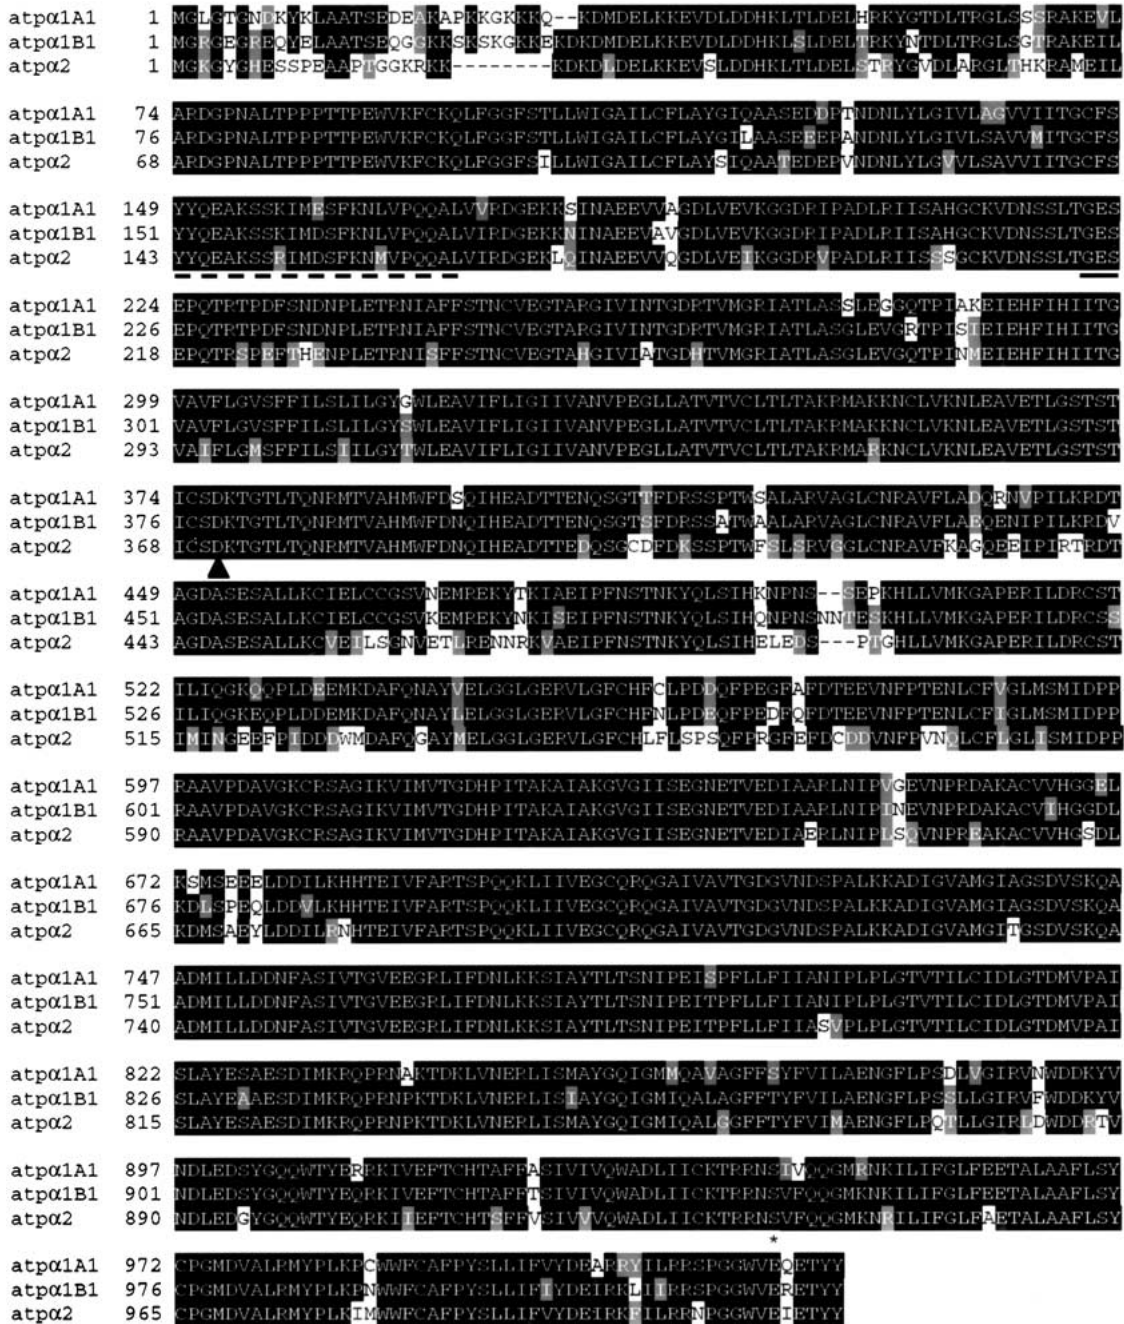 atpα1A1 1 MGLGTGNDKYKLAATSEDEAKAPKKGKKKQ--KDMDELKKEVDLDDHKLTLDELHRKYGTDLTRGLSSSRAKEVL
atpα1B1 1 MGRGEGREQYELAATSEQGGKKSKSKGKKEKDKDMDELKKEVDLDDHKLSLDELTRKYNTDLTRGLSGTRAKEIL
atpα2 1 MGKGYGHESSPEAAPTGGKRKK--------KDKDLDELKKEVSLDDHKLTLDELSTRYGVDLARGLTHKRAMEIL
atpα1A1 74 ARDGPNALTPPPTTPEWVKFCKQLFGGFSTLLWIGAILCFLAYGIQAASEDDPTNDNLYLGIVLAGVVIITGCFS
atpα1B1 76 ARDGPNALTPPPTTPEWVKFCKQLFGGFSTLLWIGAILCFLAYGILAASEEEPANDNLYLGIVLSAVVMITGCFS
atpα2 68 ARDGPNALTPPPTTPEWVKFCKQLFGGFSILLWIGAILCFLAYSIQAATEDEPVNDNLYLGVVLSAVVIITGCFS
atpα1A1 149 YYQEAKSSKIMESFKNLVPQQALVVRDGEKKSINAEEVVAGDLVEVKGGDRIPADLRIISAHGCKVDNSSLTGES
atpα1B1 151 YYQEAKSSKIMDSFKNLVPQQALVIRDGEKKNINAEEVAVGDLVEVKGGDRIPADLRIISAHGCKVDNSSLTGES
atpα2 143 YYQEAKSSRIMDSFKNMVPQQALVIRDGEKLQINAEEVVQGDLVEIKGGDRVPADLRIISSSGCKVDNSSLTGES
atpα1A1 224 EPQTRTPDFSNDNPLETRNIAFFSTNCVEGTARGIVINTGDRTVMGRIATLASSLEGGQTPIAKEIEHFIHIITG
atpα1B1 226 EPQTRTPDFSNDNPLETRNIAFFSTNCVEGTARGIVINTGDRTVMGRIATLASGLEVGRTPISIEIEHFIHIITG
atpα2 218 EPQTRSPEFTHENPLETRNISFFSTNCVEGTAHGIVIATGDHTVMGRIATLASGLEVGQTPINMEIEHFIHIITG
atpα1A1 299 VAVFLGVSFFILSLILGYGWLEAVIFLIGIIVANVPEGLLATVTVCLTLTAKRMAKKNCLVKNLEAVETLGSTST
atpα1B1 301 VAVFLGVSFFILSLILGYSWLEAVIFLIGIIVANVPEGLLATVTVCLTLTAKRMAKKNCLVKNLEAVETLGSTST
atpα2 293 VAIFLGMSFFILSIILGYTWLEAVIFLIGIIVANVPEGLLATVTVCLTLTAKRMARKNCLVKNLEAVETLGSTST
atpα1A1 374 ICSDKTGTLTQNRMTVAHMWFDSQIHEADTTENQSGTTFDRSSPTWSALARVAGLCNRAVFLADQRNVPILKRDT
atpα1B1 376 ICSDKTGTLTQNRMTVAHMWFDNQIHEADTTENQSGTSFDRSSATWAALARVAGLCNRAVFLAEQENIPILKRDV
atpα2 368 ICSDKTGTLTQNRMTVAHMWFDNQIHEADTTEDQSGCDFDKSSPTWFSLSRVGGLCNRAVFKAGQEEIPIRTRDT
atpα1A1 449 AGDASESALLKCIELCCGSVNEMREKYTKIAEIPFNSTNKYQLSIHKNPNS--SEPKHLLVMKGAPERILDRCST
atpα1B1 451 AGDASESALLKCIELCCGSVKEMREKYNKISEIPFNSTNKYQLSIHQNPNSNNTESKHLLVMKGAPERILDRCSS
atpα2 443 AGDASESALLKCVEILSGNVETLRENNRKVAEIPFNSTNKYQLSIHELEDS---PTGHLLVMKGAPERILDRCST
atpα1A1 522 ILIQGKQQPLDEEMKDAFQNAYVELGGLGERVLGFCHFCLPDDQFPEGFAFDTEEVNFPTENLCFVGLMSMIDPP
atpα1B1 526 ILIQGKEQPLDDEMKDAFQNAYLELGGLGERVLGFCHFNLPDEQFPEDFQFDTEEVNFPTENLCFIGLMSMIDPP
atpα2 515 IMINGEEFPIDDDWMDAFQGAYMELGGLGERVLGFCHLFLSPSQFPRGFEFDCDDVNFPVNQLCFLGLISMIDPP
atpα1A1 597 RAAVPDAVGKCRSAGIKVIMVTGDHPITAKAIAKGVGIISEGNETVEDIAARLNIPVGEVNPRDAKACVVHGGEL
atpα1B1 601 RAAVPDAVGKCRSAGIKVIMVTGDHPITAKAIAKGVGIISEGNETVEDIAARLNIPINEVNPRDAKACVIHGGDL
atpα2 590 RAAVPDAVGKCRSAGIKVIMVTGDHPITAKAIAKGVGIISEGNETVEDIAERLNIPLSQVNPREAKACVVHGSDL
atpα1A1 672 KSMSEEELDDILKHHTEIVFARTSPQQKLIIVEGCQRQGAIVAVTGDGVNDSPALKKADIGVAMGIAGSDVSKQA
atpα1B1 676 KDLSPEQLDDVLKHHTEIVFARTSPQQKLIIVEGCQRQGAIVAVTGDGVNDSPALKKADIGVAMGIAGSDVSKQA
atpα2 665 KDMSAEYLDDILRNHTEIVFARTSPQQKLIIVEGCQRQGAIVAVTGDGVNDSPALKKADIGVAMGITGSDVSKQA
atpα1A1 747 ADMILLDDNFASIVTGVEEGRLIFDNLKKSIAYTLTSNIPEISPFLLFIIANIPLPLGTVTILCIDLGTDMVPAI
atpα1B1 751 ADMILLDDNFASIVTGVEEGRLIFDNLKKSIAYTLTSNIPEITPFLLFIIANIPLPLGTVTILCIDLGTDMVPAI
atpα2 740 ADMILLDDNFASIVTGVEEGRLIFDNLKKSIAYTLTSNIPEITPFLLFIIASVPLPLGTVTILCIDLGTDMVPAI
atpα1A1 822 SLAYESAESDIMKRQPRNAKTDKLVNERLISMAYGQIGMMQAVAGFFSYFVILAENGFLPSDLVGIRVNWDDKYV
atpα1B1 826 SLAYEAAESDIMKRQPRNPKTDKLVNERLISIAYGQIGMIQALAGFFTYFVILAENGFLPSSLLGIRVFWDDKYV
atpα2 815 SLAYESAESDIMKRQPRNPKTDKLVNERLISMAYGQIGMIQALGGFFTYFVIMAENGFLPQTLLGIRLDWDDRTV
atpα1A1 897 NDLEDSYGQQWTYERRKIVEFTCHTAFFASIVIVQWADLIICKTRRNSIVQQGMRNKILIFGLFEETALAAFLSY
atpα1B1 901 NDLEDSYGQQWTYEQRKIVEFTCHTAFFTSIVIVQWADLIICKTRRNSVFQQGMKNKILIFGLFEETALAAFLSY
atpα2 890 NDLEDGYGQQWTYEQRKIIEFTCHTSFFVSIVVVQWADLIICKTRRNSVFQQGMKNRILIFGLFAETALAAFLSY
*
atpα1A1 972 CPGMDVALRMYPLKPCWWFCAFPYSLLIFVYDEARRYILRRSPGGWVEQETYY
atpα1B1 976 CPGMDVALRMYPLKPNWWFCAFPYSLLIFIYDEIRKLIIRRSPGGWVERETYY
atpα2 965 CPGMDVALRMYPLKIMWWFCAFPYSLLIFVYDEIRKFILRRNPGGWVEIETYY